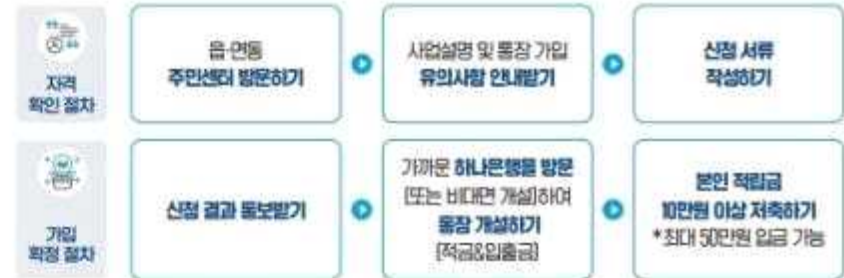 자격
확인 절차
읍·면동
주민센터 방문하기
사업설명 및 통장 가입
유의사항 안내받기
신청 서류
작성하기
가입
확정 절차
신청 결과 통보받기
가까운 하나은행을 방문
[또는 비대면 개설]하여
통장 개설하기
[적금&입출금]
본인 적립금
10만원 이상 저축하기
*최대 50만원 입금 가능